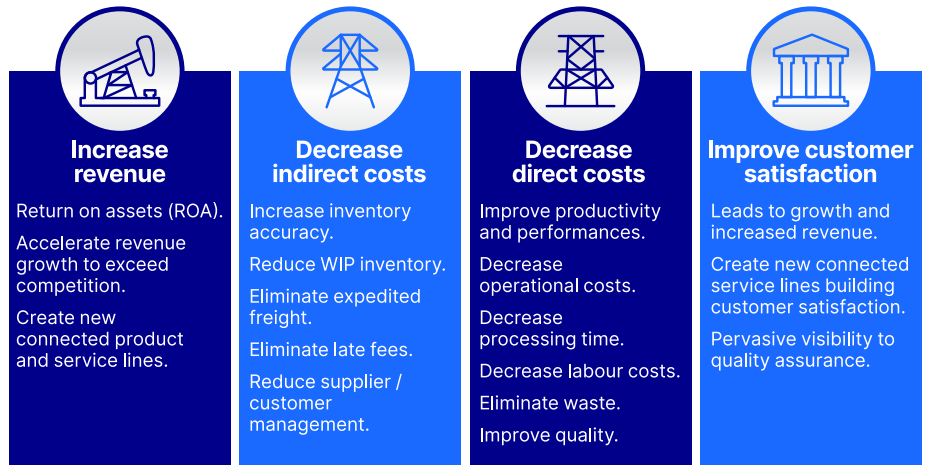 Increase
revenue
Return on assets (ROA).
Accelerate revenue
growth to exceed
competition.
Create new
connected product
and service lines.
Decrease
indirect costs
Increase inventory
accuracy.
Reduce WIP inventory.
Eliminate expedited
freight.
Eliminate late fees.
Reduce supplier /
customer
management.
Decrease
direct costs
Improve productivity
and performances.
Decrease
operational costs.
Decrease
processing time.
Decrease labour costs.
Eliminate waste.
Improve quality.
Improve customer
satisfaction
Leads to growth and
increased revenue.
Create new connected
service lines building
customer satisfaction.
Pervasive visibility to
quality assurance.